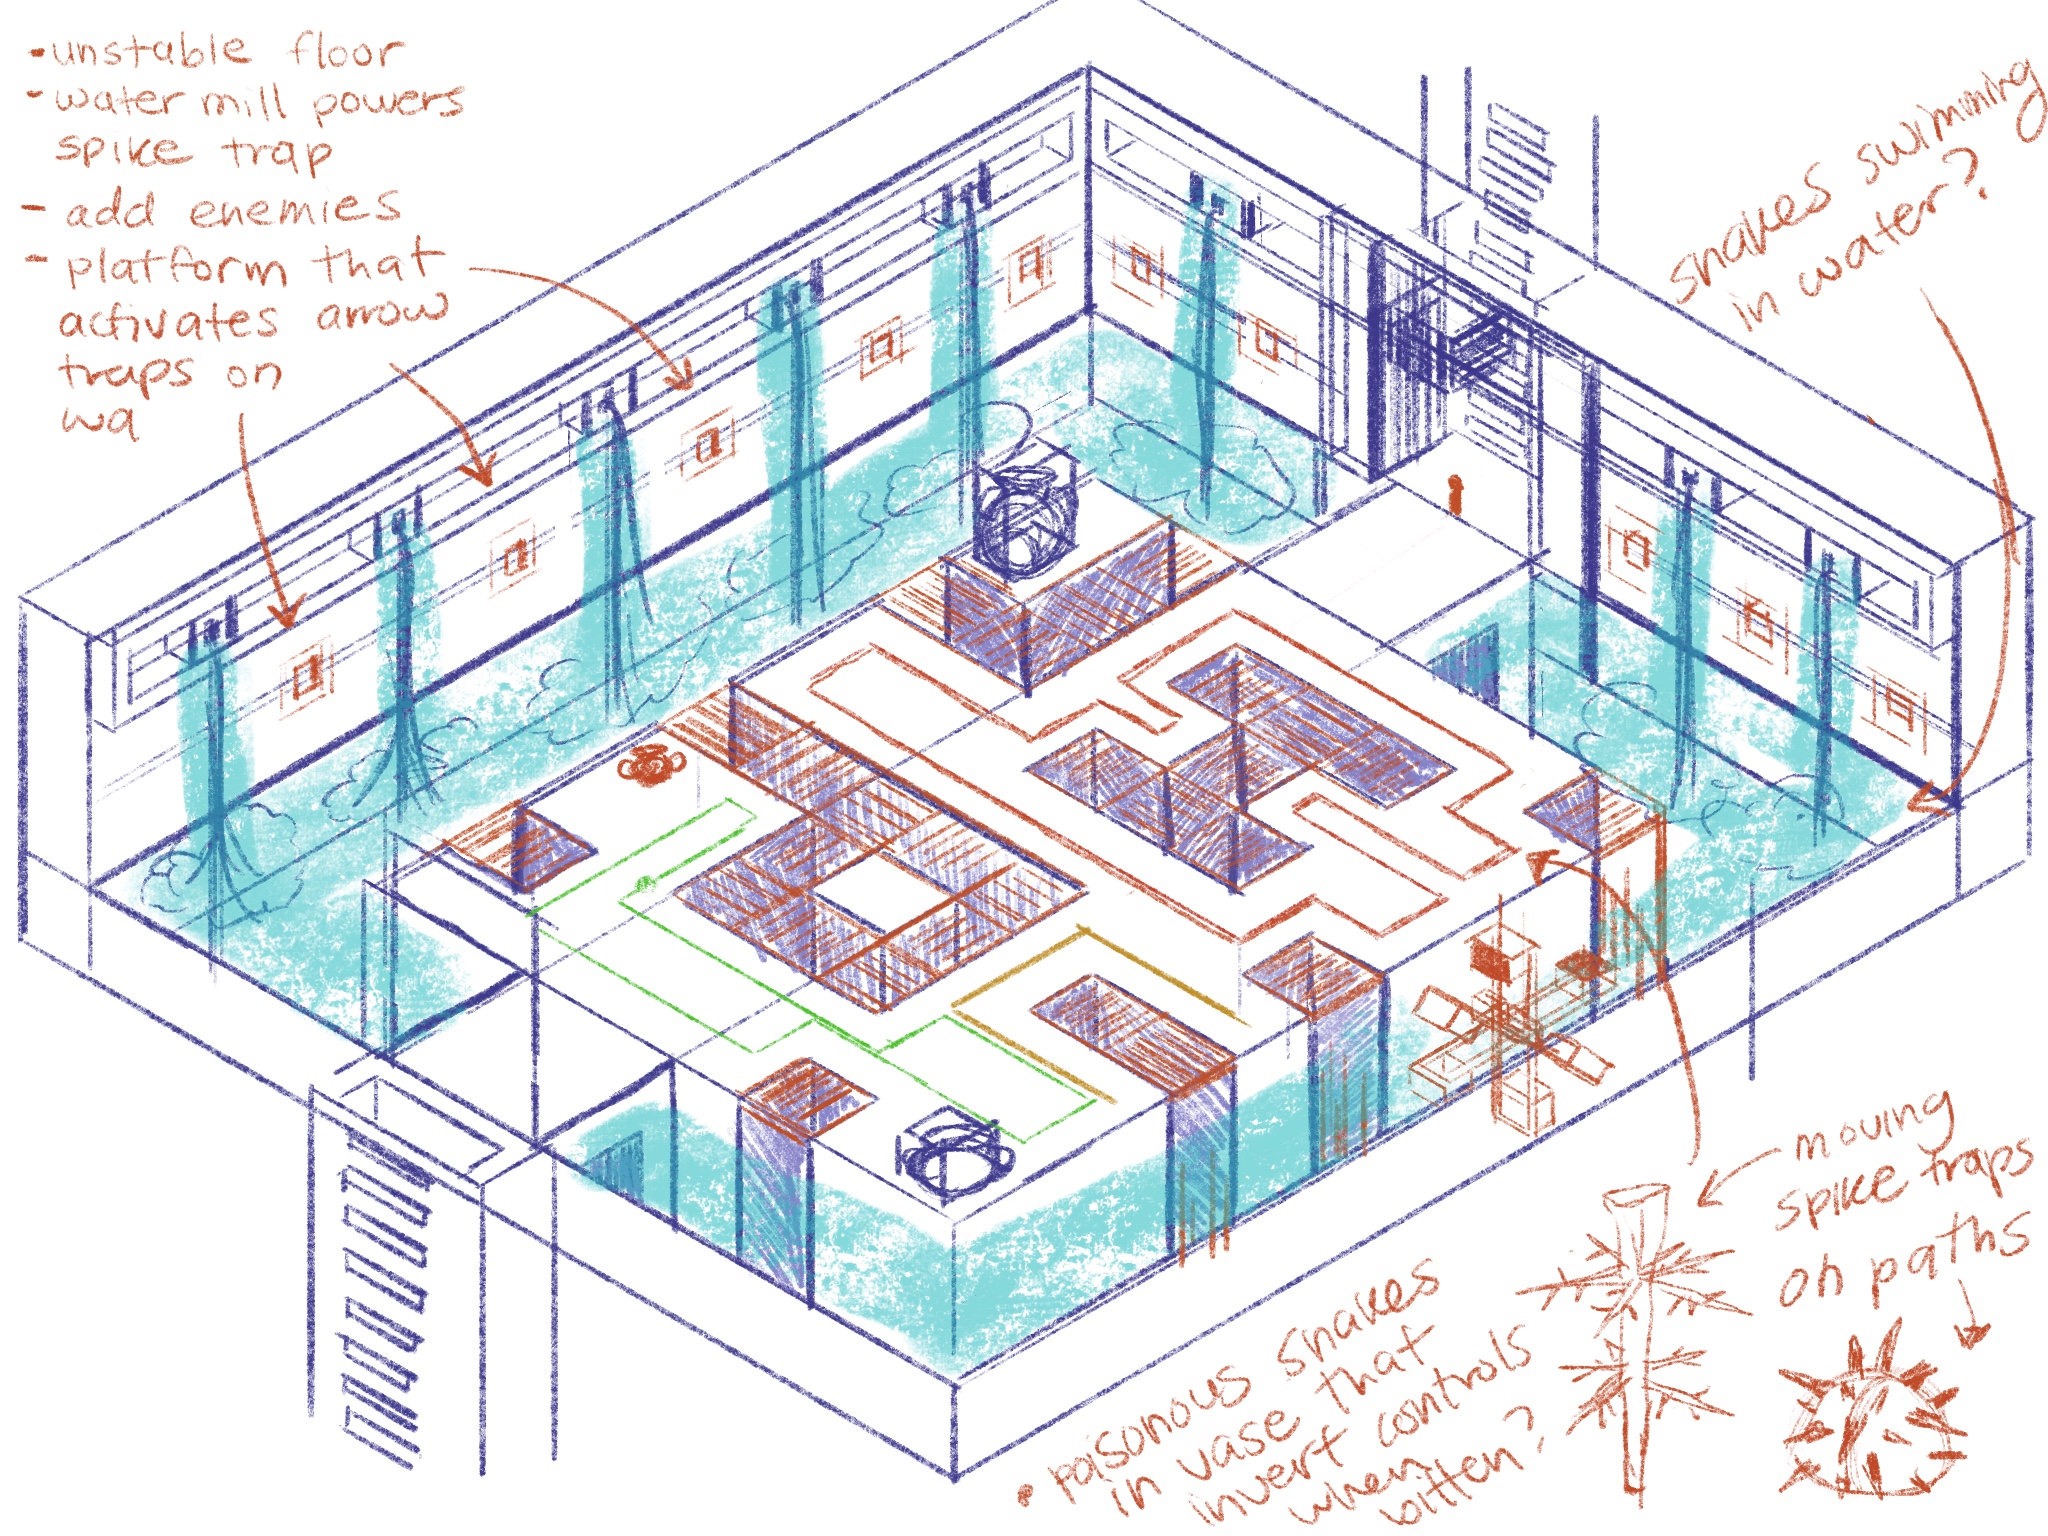 •unstable floor
-water mill powers
spike trap
- add enemies
- platform that
activates arrow
traps on
wa
snakes swimming
in water?
moving
spike traps
on paths
• poisonous snakes
in vase that
invert controls
when
bitten?